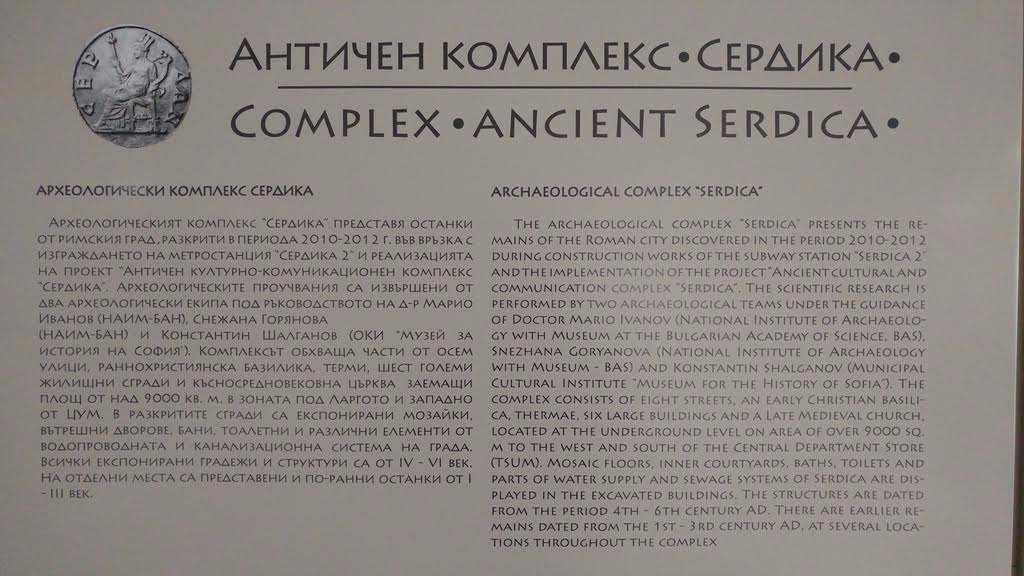 СЕР
ΔΩΝ
АНТИЧЕН КОМПЛЕКС•СЕРДИКА•
COMPLEX•ANCIENT SERDICA•
АРХЕОЛОГИЧЕСКИ КОМПЛЕКС СЕРДИКА
АРХЕОЛОГИЧЕСКИЯТ КОМПЛЕКС "СЕРДИКА" ПРЕДСТАВЯ ОСТАНКИ
ОТ РИМСКИЯ ГРАД, РАЗКРИТИ В ПЕРИОДА 2010-2012 Г. ВЪВ ВРЪЗКА С
ИЗГРАЖДАНЕТО НА МЕТРОСТАНЦИЯ "СЕРДИКА 2" И РЕАЛИЗАЦИЯТА
НА ПРОЕКТ "АНТИЧЕН КУЛТУРНО-КОМУНИКАЦИОНЕН КОМПЛЕКС
"СЕРДИКА". АРХЕОЛОГИЧЕСКИТЕ ПРОУЧВАНИЯ СА ИЗВЪРШЕНИ ОТ
ДВА АРХЕОЛОГИЧЕСКИ ЕКИПА ПОД РЪКОВОДСТВОТО НА Д-Р МАРИО
ИВАНОВ (НАИМ-БАН), СНЕЖАНА ГОРЯНОВА
(НАИМ-БАН) И КОНСТАНТИН ШАЛГАНОВ (ОКИ "МУЗЕЙ ЗА
ИСТОРИЯ НА СОФИЯ"). КОМПЛЕКСЪТ ОБХВАЩА ЧАСТИ ОТ ОСЕМ
УЛИЦИ, РАННОХРИСТИЯНСКА БАЗИЛИКА, ТЕРМИ, ШЕСТ ГОЛЕМИ
ЖИЛИЩНИ СГРАДИ И КЪСНОСРЕДНОВЕКОВНА ЦЪРКВА ЗАЕМАЩИ
ПЛОЩ ОТ НАД 9000 КВ. М. В ЗОНАТА ПОД ЛАРГОТО И ЗАПАДНО
ОТ ЦУМ. В РАЗКРИТИТЕ СГРАДИ СА ЕКСПОНИРАНИ МОЗАЙКИ,
ВЪТРЕШНИ ДВОРОВЕ, БАНИ, ТОАЛЕТНИ И РАЗЛИЧНИ ЕЛЕМЕНТИ ОТ
ВОДОПРОВОДНАТА И КАНАЛИЗАЦИОННА СИСТЕМА НА ГРАДА.
ВСИЧКИ ЕКСПОНИРАНИ ГРАДЕЖИ И СТРУКТУРИ СА ОТ IV - VI ВЕК.
НА ОТДЕЛНИ МЕСТА СА ПРЕДСТАВЕНИ И ПО-РАННИ ОСТАНКИ ОТ I
- III ВЕК.
ARCHAEOLOGICAL COMPLEX "SERDICA"
THE ARCHAEOLOGICAL COMPLEX "SERDICA" PRESENTS THE RE-
MAINS OF THE ROMAN CITY DISCOVERED IN THE PERIOD 2010-2012
DURING CONSTRUCTION WORKS OF THE SUBWAY STATION "SERDICA 2"
AND THE IMPLEMENTATION OF THE PROJECT "ANCIENT CULTURAL AND
COMMUNICATION COMPLEX "SERDICA". THE SCIENTIFIC RESEARCH IS
PERFORMED BY TWO ARCHAEOLOGICAL TEAMS UNDER THE GUIDANCE
OF DOCTOR MARIO IVANOV (NATIONAL INSTITUTE OF ARCHAEOLO-
GY WITH MUSEUM AT THE BULGARIAN ACADEMY OF SCIENCE, BAS),
SNEZHANA GORYANOVA (NATIONAL INSTITUTE OF ARCHAEOLOGY
WITH MUSEUM - BAS) AND KONSTANTIN SHALGANOV (MUNICIPAL
CULTURAL INSTITUTE "MUSEUM FOR THE HISTORY OF SOFIA"). THE
COMPLEX CONSISTS OF EIGHT STREETS, AN EARLY CHRISTIAN BASILI-
CA, THERMAE, SIX LARGE BUILDINGS AND A LATE MEDIEVAL CHURCH,
LOCATED AT THE UNDERGROUND LEVEL ON AREA OF OVER 9000 SQ.
M TO THE WEST AND SOUTH OF THE CENTRAL DEPARTMENT STORE
(TSUM). MOSAIC FLOORS, INNER COURTYARDS, BATHS, TOILETS AND
PARTS OF WATER SUPPLY AND SEWAGE SYSTEMS OF SERDICA ARE DIS-
PLAYED IN THE EXCAVATED BUILDINGS. THE STRUCTURES ARE DATED
FROM THE PERIOD 4TH - 6TH CENTURY AD. THERE ARE EARLIER RE-
MAINS DATED FROM THE 1ST - 3RD CENTURY AD, AT SEVERAL LOCA-
TIONS THROUGHOUT THE COMPLEX